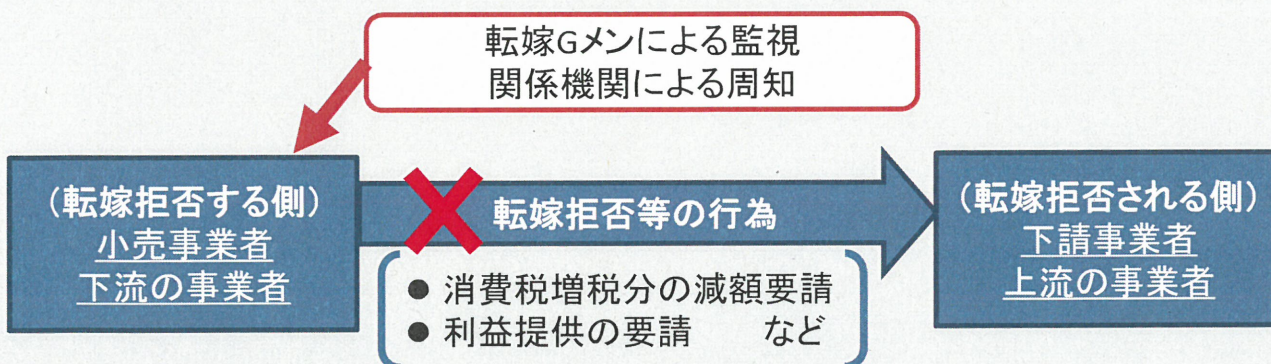 転嫁Gメンによる監視
関係機関による周知
(転嫁拒否する側)
小売事業者
下流の事業者
転嫁拒否等の行為
● 消費税増税分の減額要請
● 利益提供の要請　　など
(転嫁拒否される側)
下請事業者
上流の事業者